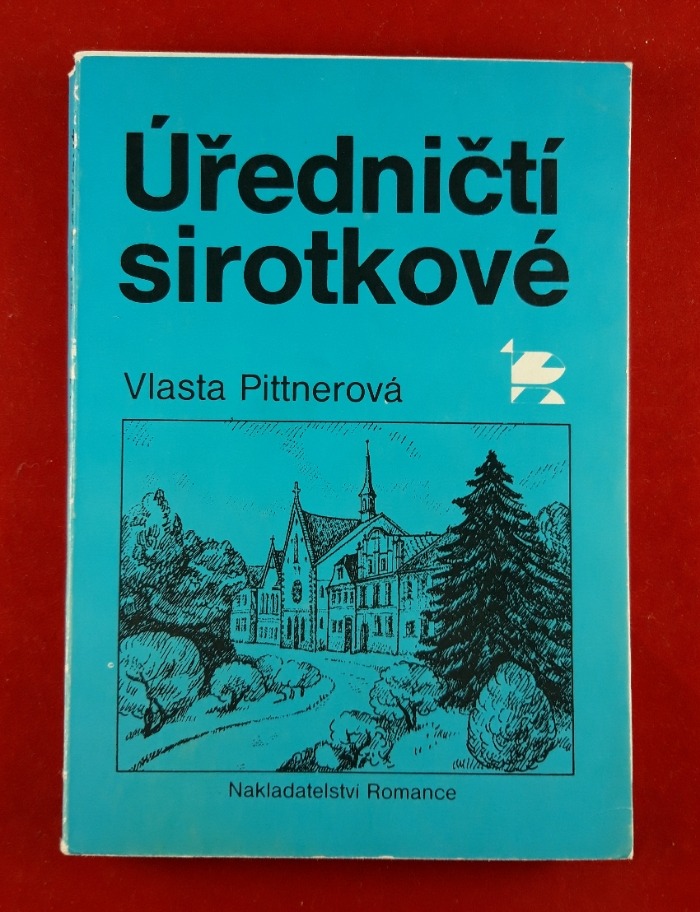 Úředničtí
sirotkové
Vlasta Pittnerová
Nakladatelství Romance